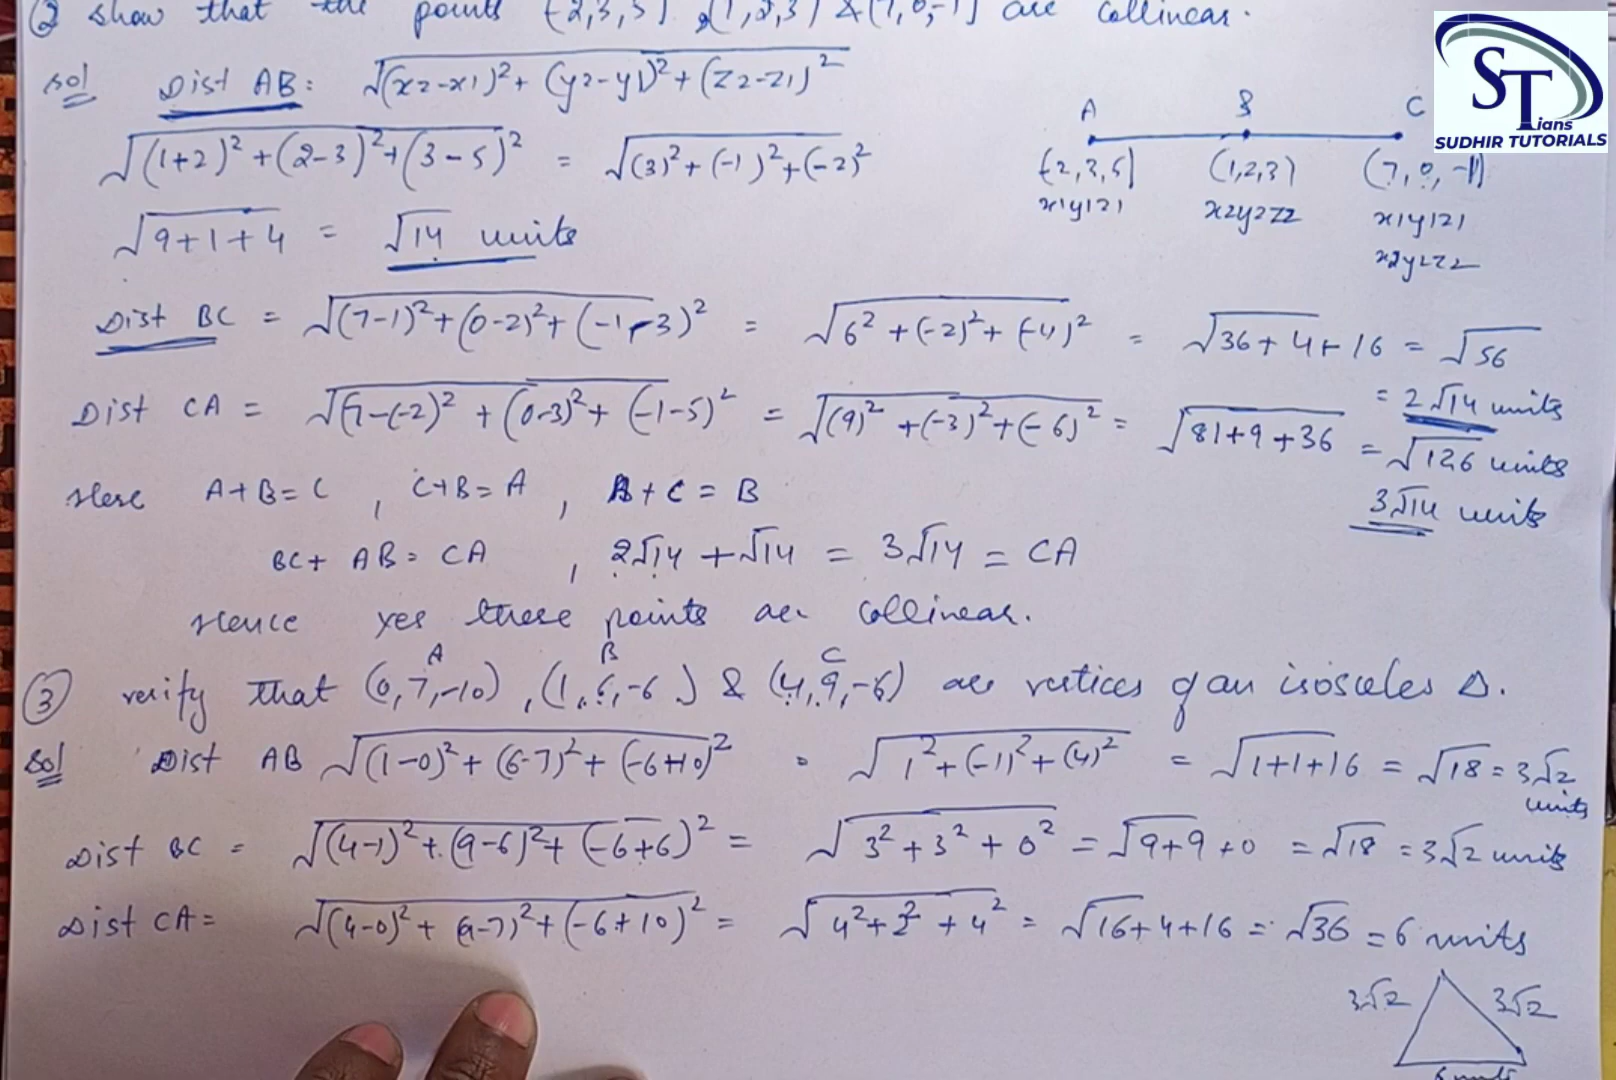 ② show that the points (-2,3,5), (1,2,3) & (7,0,-1) are collinear.
STians
SUDHIR TUTORIALS
sol Dist AB: √(x2-x1)²+(y2-y1)²+(z2-z1)²
A B C
√(1+2)²+(2-3)²+(3-5)² = √(3)²+(-1)²+(-2)²
(-2,3,5) (1,2,3) (7,0,-1)
x1y1z1 x2y2z2 x1y1z1
x2y2z2
√9+1+4 = √14 units
Dist BC = √(7-1)²+(0-2)²+(-1-3)² = √6²+(-2)²+(-4)² = √36+4+16 = √56
= 2√14 units
Dist CA = √(7-(-2)² + (0-3)²+(-1-5)² = √(9)²+(-3)²+(-6)² = √81+9+36 = √126 units
3√14 units
Here A+B=C , C+B=A , A+C=B
BC+AB=CA , 2√14+√14 = 3√14 = CA
Hence yes these points are collinear.
A B C
③ verify that (0,7,-10), (1,6,-6) & (4,9,-6) are vertices of an isosceles Δ.
Sol Dist AB √(1-0)²+(6-7)²+(-6+10)² = √1²+(-1)²+(4)² = √1+1+16 = √18 = 3√2
units
Dist BC = √(4-1)²+(9-6)²+(-6+6)² = √3²+3²+0² = √9+9+0 = √18 = 3√2 units
Dist CA = √(4-0)²+(9-7)²+(-6+10)² = √4²+2²+4² = √16+4+16 = √36 = 6 units
3√2 3√2
6 units